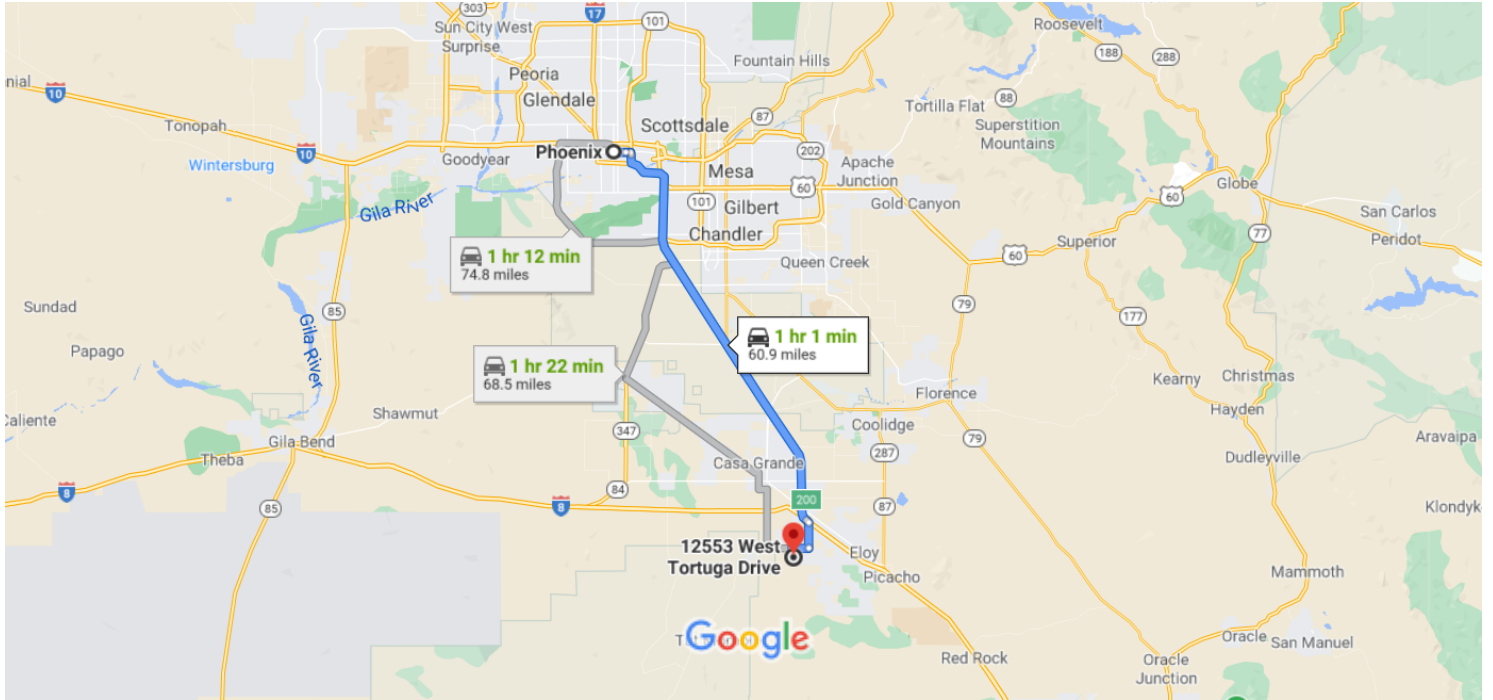 303
17
101
Sun City West
Surprise
Roosevelt
188
288
Fountain Hills
Peoria
Glendale
10
88
Tortilla Flat
87
Superstition
Mountains
Tonopah
Scottsdale
10
202
Wintersburg
Goodyear
Phoenix
Apache
Junction
Mesa
60
Globe
60
Gila River
101
Gilbert
Gold Canyon
San Carlos
Peridot
Chandler
77
Superior
60
1 hr 12 min
74.8 miles
Queen Creek
Sundad
85
79
177
Gila River
1 hr 1 min
60.9 miles
Papago
1 hr 22 min
68.5 miles
Kearny
Christmas
Florence
Hayden
Caliente
Shawmut
Coolidge
347
79
Aravaipa
Gila Bend
287
Theba
Casa Grande
Dudleyville
8
84
200
85
8
87
12553 West
Tortuga Drive
Eloy
Picacho
Mammoth
Google
Oracle
San Manuel
Red Rock
Oracle
Junction